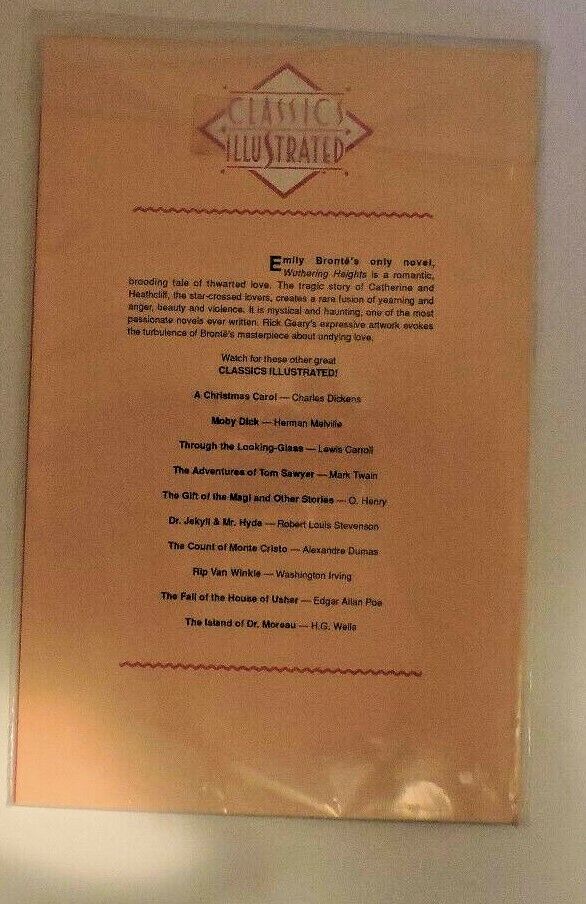 CLASSICS
ILLUSTRATED
Emily Brontë's only novel,
Wuthering Heights is a romantic,
brooding tale of thwarted love. The tragic story of Catherine and
Heathcliff, the star-crossed lovers, creates a rare fusion of yearning and
anger, beauty and violence. It is mystical and haunting, one of the most
passionate novels ever written. Rick Geary's expressive artwork evokes
the turbulence of Brontë's masterpiece about undying love.
Watch for these other great
CLASSICS ILLUSTRATED!
A Christmas Carol — Charles Dickens
Moby Dick — Herman Melville
Through the Looking-Glass — Lewis Carroll
The Adventures of Tom Sawyer — Mark Twain
The Gift of the Magi and Other Stories — O. Henry
Dr. Jekyll & Mr. Hyde — Robert Louis Stevenson
The Count of Monte Cristo — Alexandre Dumas
Rip Van Winkle — Washington Irving
The Fall of the House of Usher — Edgar Allan Poe
The Island of Dr. Moreau — H.G. Wells